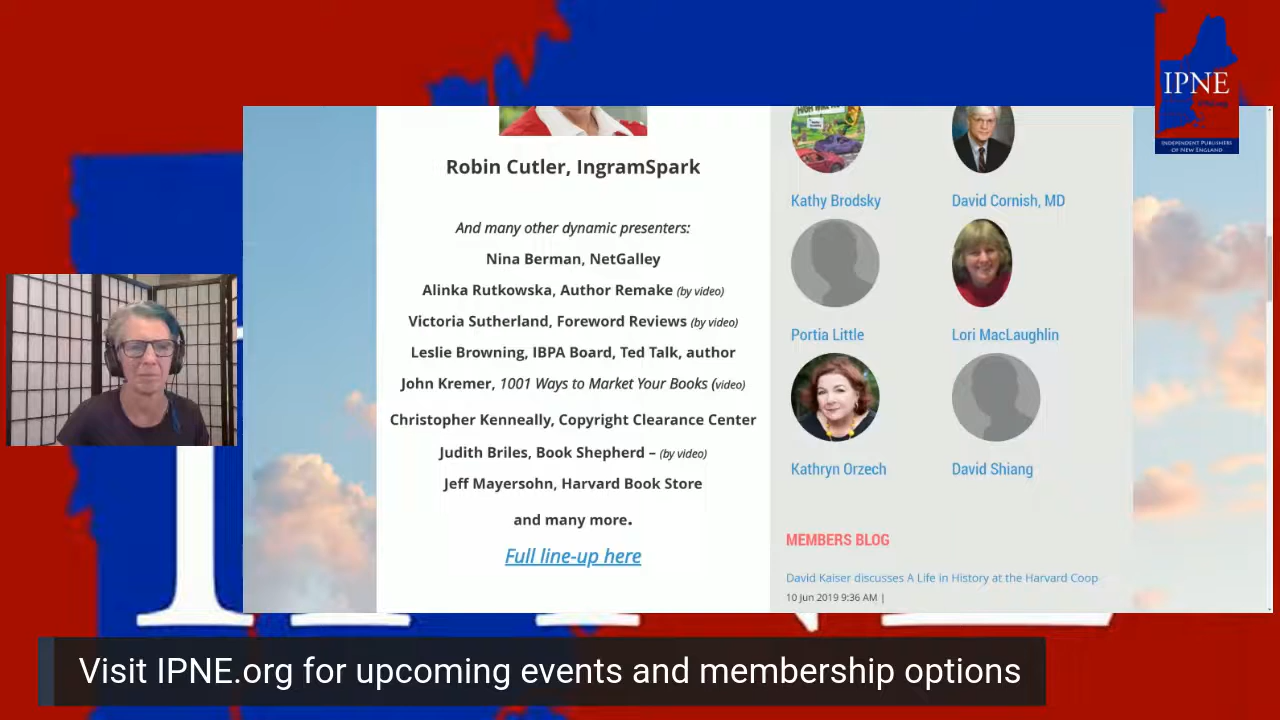 IPNE
INDEPENDENT PUBLISHERS
OF NEW ENGLAND
Robin Cutler, IngramSpark
And many other dynamic presenters:
Nina Berman, NetGalley
Alinka Rutkowska, Author Remake (by video)
Victoria Sutherland, Foreword Reviews (by video)
Leslie Browning, IBPA Board, Ted Talk, author
John Kremer, 1001 Ways to Market Your Books (video)
Christopher Kenneally, Copyright Clearance Center
Judith Briles, Book Shepherd – (by video)
Jeff Mayersohn, Harvard Book Store
and many more.
Full line-up here
Kathy Brodsky
David Cornish, MD
Portia Little
Lori MacLaughlin
Kathryn Orzech
David Shiang
MEMBERS BLOG
David Kaiser discusses A Life in History at the Harvard Coop
10 Jun 2019 9:36 AM |
Visit IPNE.org for upcoming events and membership options